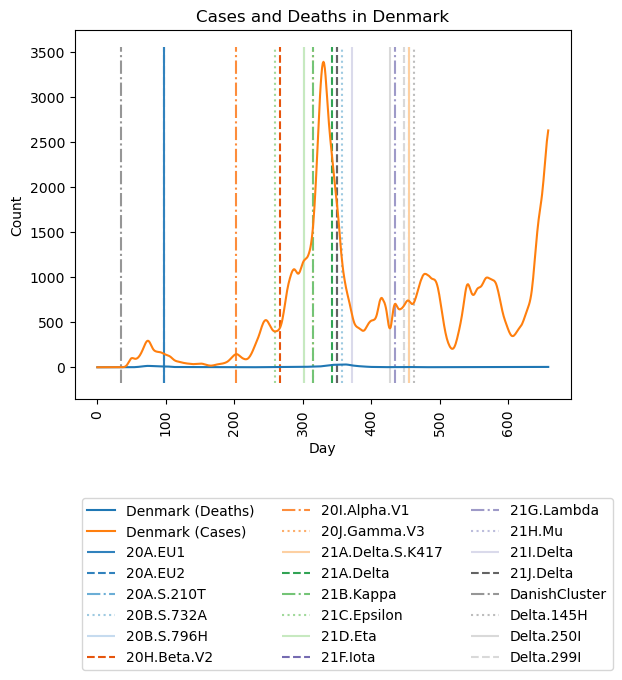 Cases and Deaths in Denmark
3500
3000
2500
2000
1500
1000
500
0
Count
0
100
200
300
400
500
600
Day
Denmark (Deaths)
Denmark (Cases)
20A.EU1
20A.EU2
20A.S.210T
20B.S.732A
20B.S.796H
20H.Beta.V2
20I.Alpha.V1
20J.Gamma.V3
21A.Delta.S.K417
21A.Delta
21B.Kappa
21C.Epsilon
21D.Eta
21F.Iota
21G.Lambda
21H.Mu
21I.Delta
21J.Delta
DanishCluster
Delta.145H
Delta.250I
Delta.299I